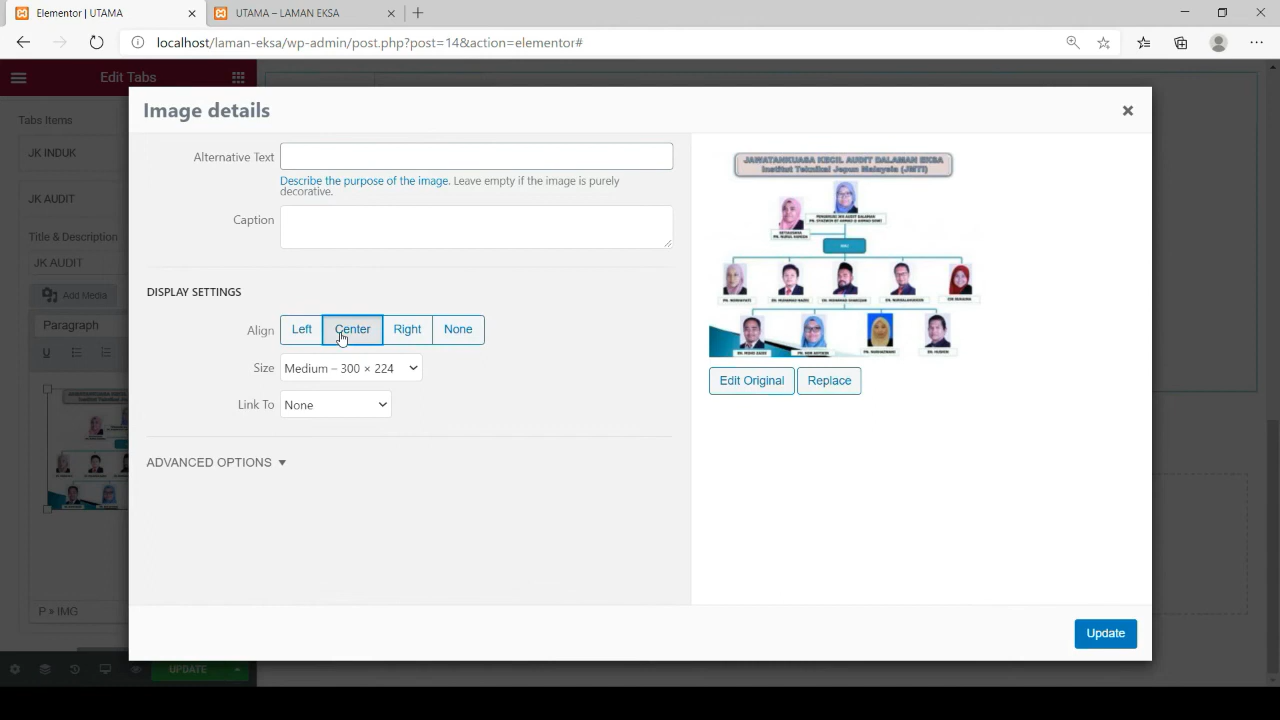 Elementor | UTAMA
UTAMA – LAMAN EKSA
localhost/laman-eksa/wp-admin/post.php?post=14&action=elementor#
Edit Tabs
Tabs Items
JK INDUK
JK AUDIT
Title & Description
JK AUDIT
Add Media
Paragraph
P » IMG
UPDATE
Image details
Alternative Text
Describe the purpose of the image. Leave empty if the image is purely
decorative.
Caption
DISPLAY SETTINGS
Align Left Center Right None
Size Medium – 300 × 224
Link To None
ADVANCED OPTIONS
JAWATANKUASA KECIL AUDIT DALAMAN EKSA
Institut Teknikal Jepun Malaysia (JMTI)
Edit Original Replace
Update